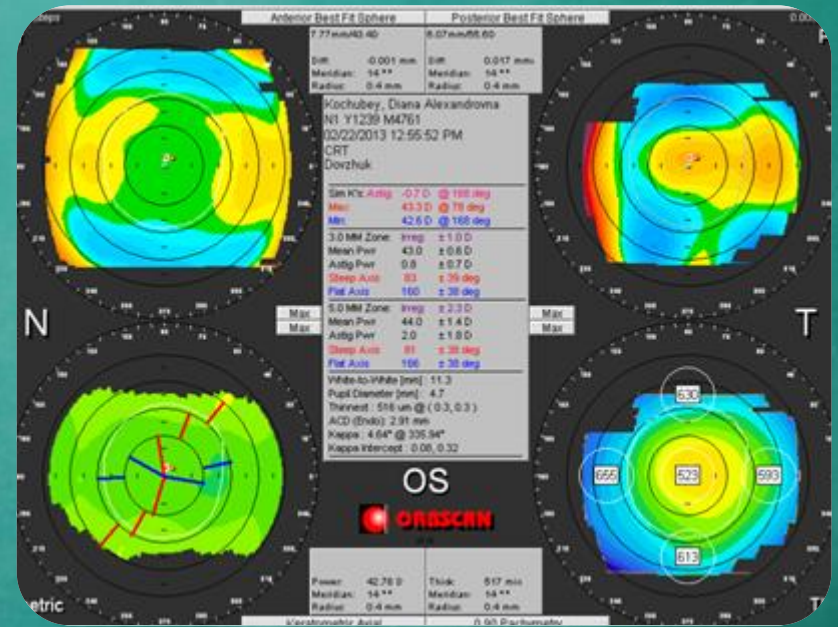 Anterior Best Fit Sphere
Posterior Best Fit Sphere
7.77mm/43.40
6.07mm/55.60
Diff: -0.001 mm
Meridian: 14 **
Radius: 0.4 mm
Diff: 0.017 mm
Meridian: 14 **
Radius: 0.4 mm
Kochubey, Diana Alexandrovna
N1 Y1239 M4761
02/22/2013 12:55:52 PM
CRT
Dovzhuk
Sim K's: Astig: -0.7 D @ 168 deg
Max: 43.3 D @ 78 deg
Min: 42.6 D @ 168 deg
3.0 MM Zone: Irreg: ± 1.0 D
Mean Pwr 43.0 ± 0.6 D
Astig Pwr 0.8 ± 0.7 D
Steep Axis 83 ± 39 deg
Flat Axis 160 ± 38 deg
5.0 MM Zone: Irreg: ± 2.3 D
Mean Pwr 44.0 ± 1.4 D
Astig Pwr 2.0 ± 1.8 D
Steep Axis 81 ± 38 deg
Flat Axis 166 ± 38 deg
White-to-White [mm]: 11.3
Pupil Diameter [mm]: 4.7
Thinnest: 516 um @ ( 0.3, 0.3 )
ACD (Endo): 2.91 mm
Kappa: 4.64° @ 335.94°
Kappa Intercept: 0.08, 0.32
N
T
Max
Max
Max
Max
630
655
523
593
613
OS
ORBSCAN
Power: 42.78 D
Meridian: 14 **
Radius: 0.4 mm
Thick: 517 mic
Meridian: 14 **
Radius: 0.4 mm
etric
Keratometric Axial
0.90 Pachymetry